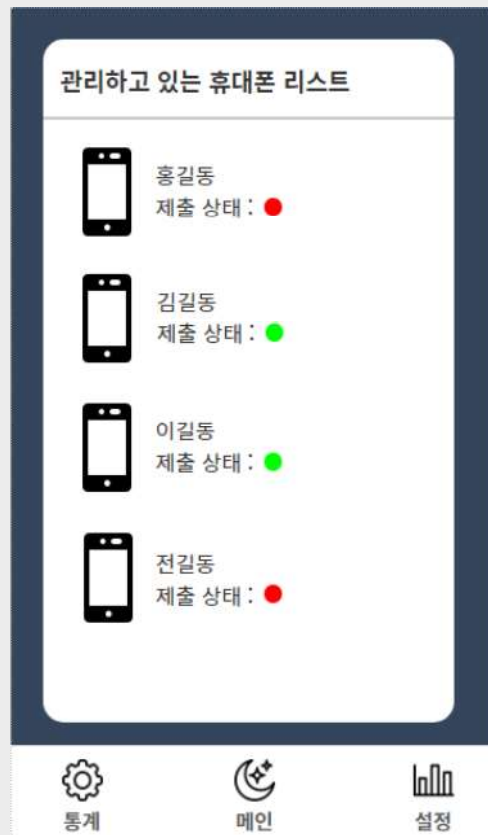 관리하고 있는 휴대폰 리스트
홍길동
제출 상태 :
김길동
제출 상태 :
이길동
제출 상태 :
전길동
제출 상태 :
통계
메인
설정